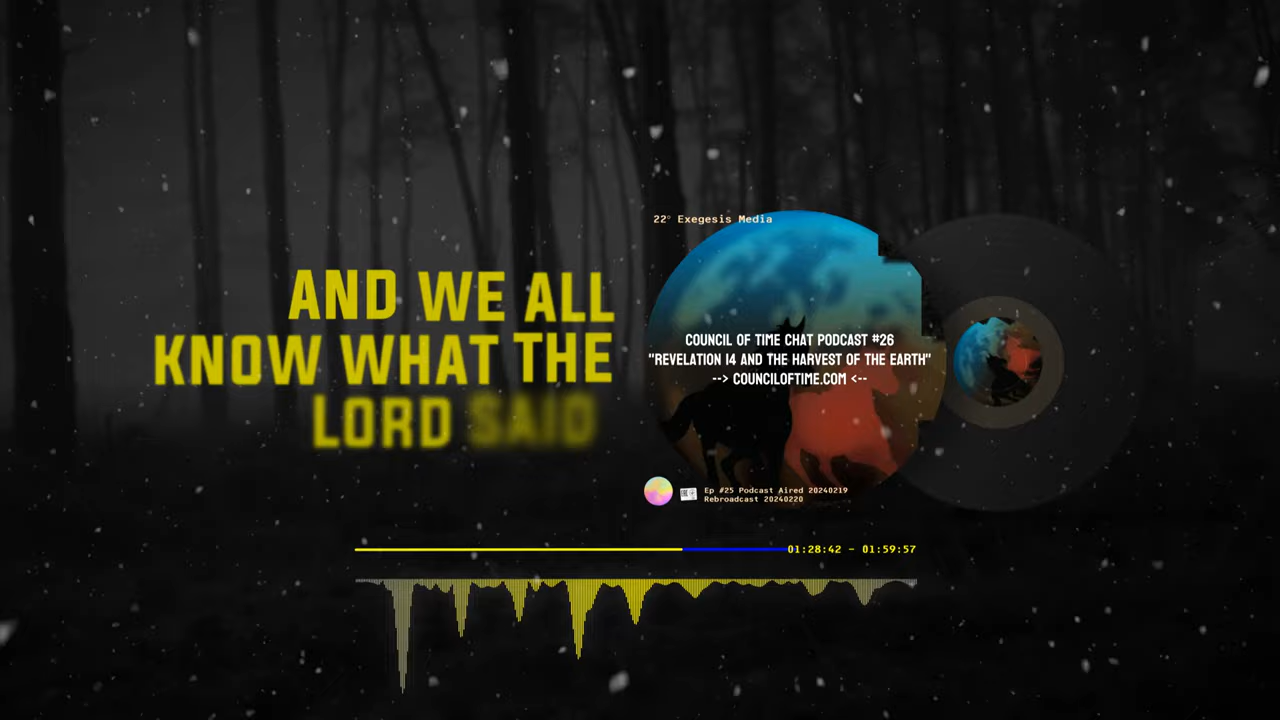 AND WE ALL
KNOW WHAT THE
LORD SAID
22° Exegesis Media
COUNCIL OF TIME CHAT PODCAST #26
"REVELATION 14 AND THE HARVEST OF THE EARTH"
--> COUNCILOFTIME.COM <--
Ep #25 Podcast Aired 20240219
Rebroadcast 20240220
01:28:42 - 01:59:57